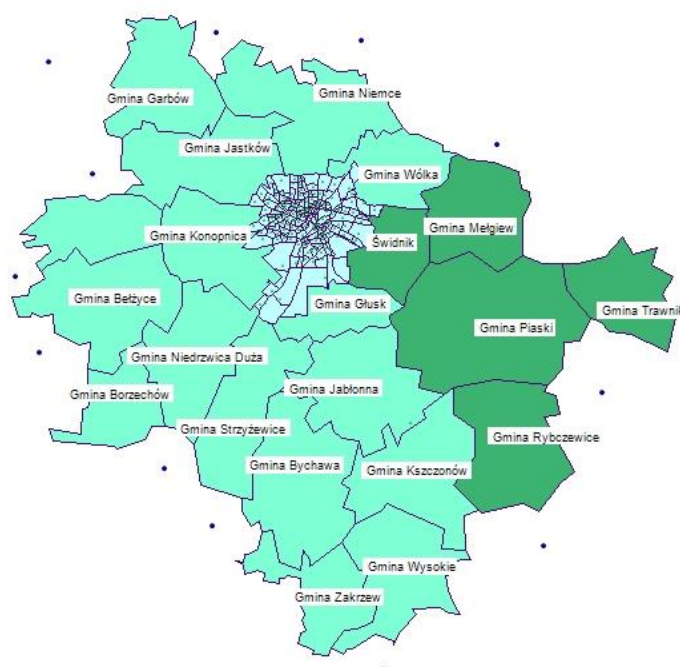 Gmina Garbów
Gmina Niemce
Gmina Jastków
Gmina Wólka
Gmina Konopnica
Gmina Mełgiew
Świdnik
Gmina Bełżyce
Gmina Głusk
Gmina Trawnik
Gmina Piaski
Gmina Niedrzwica Duża
Gmina Jabłonna
Gmina Borzechów
Gmina Strzyżewice
Gmina Rybczewice
Gmina Bychawa
Gmina Kszczonów
Gmina Wysokie
Gmina Zakrzew